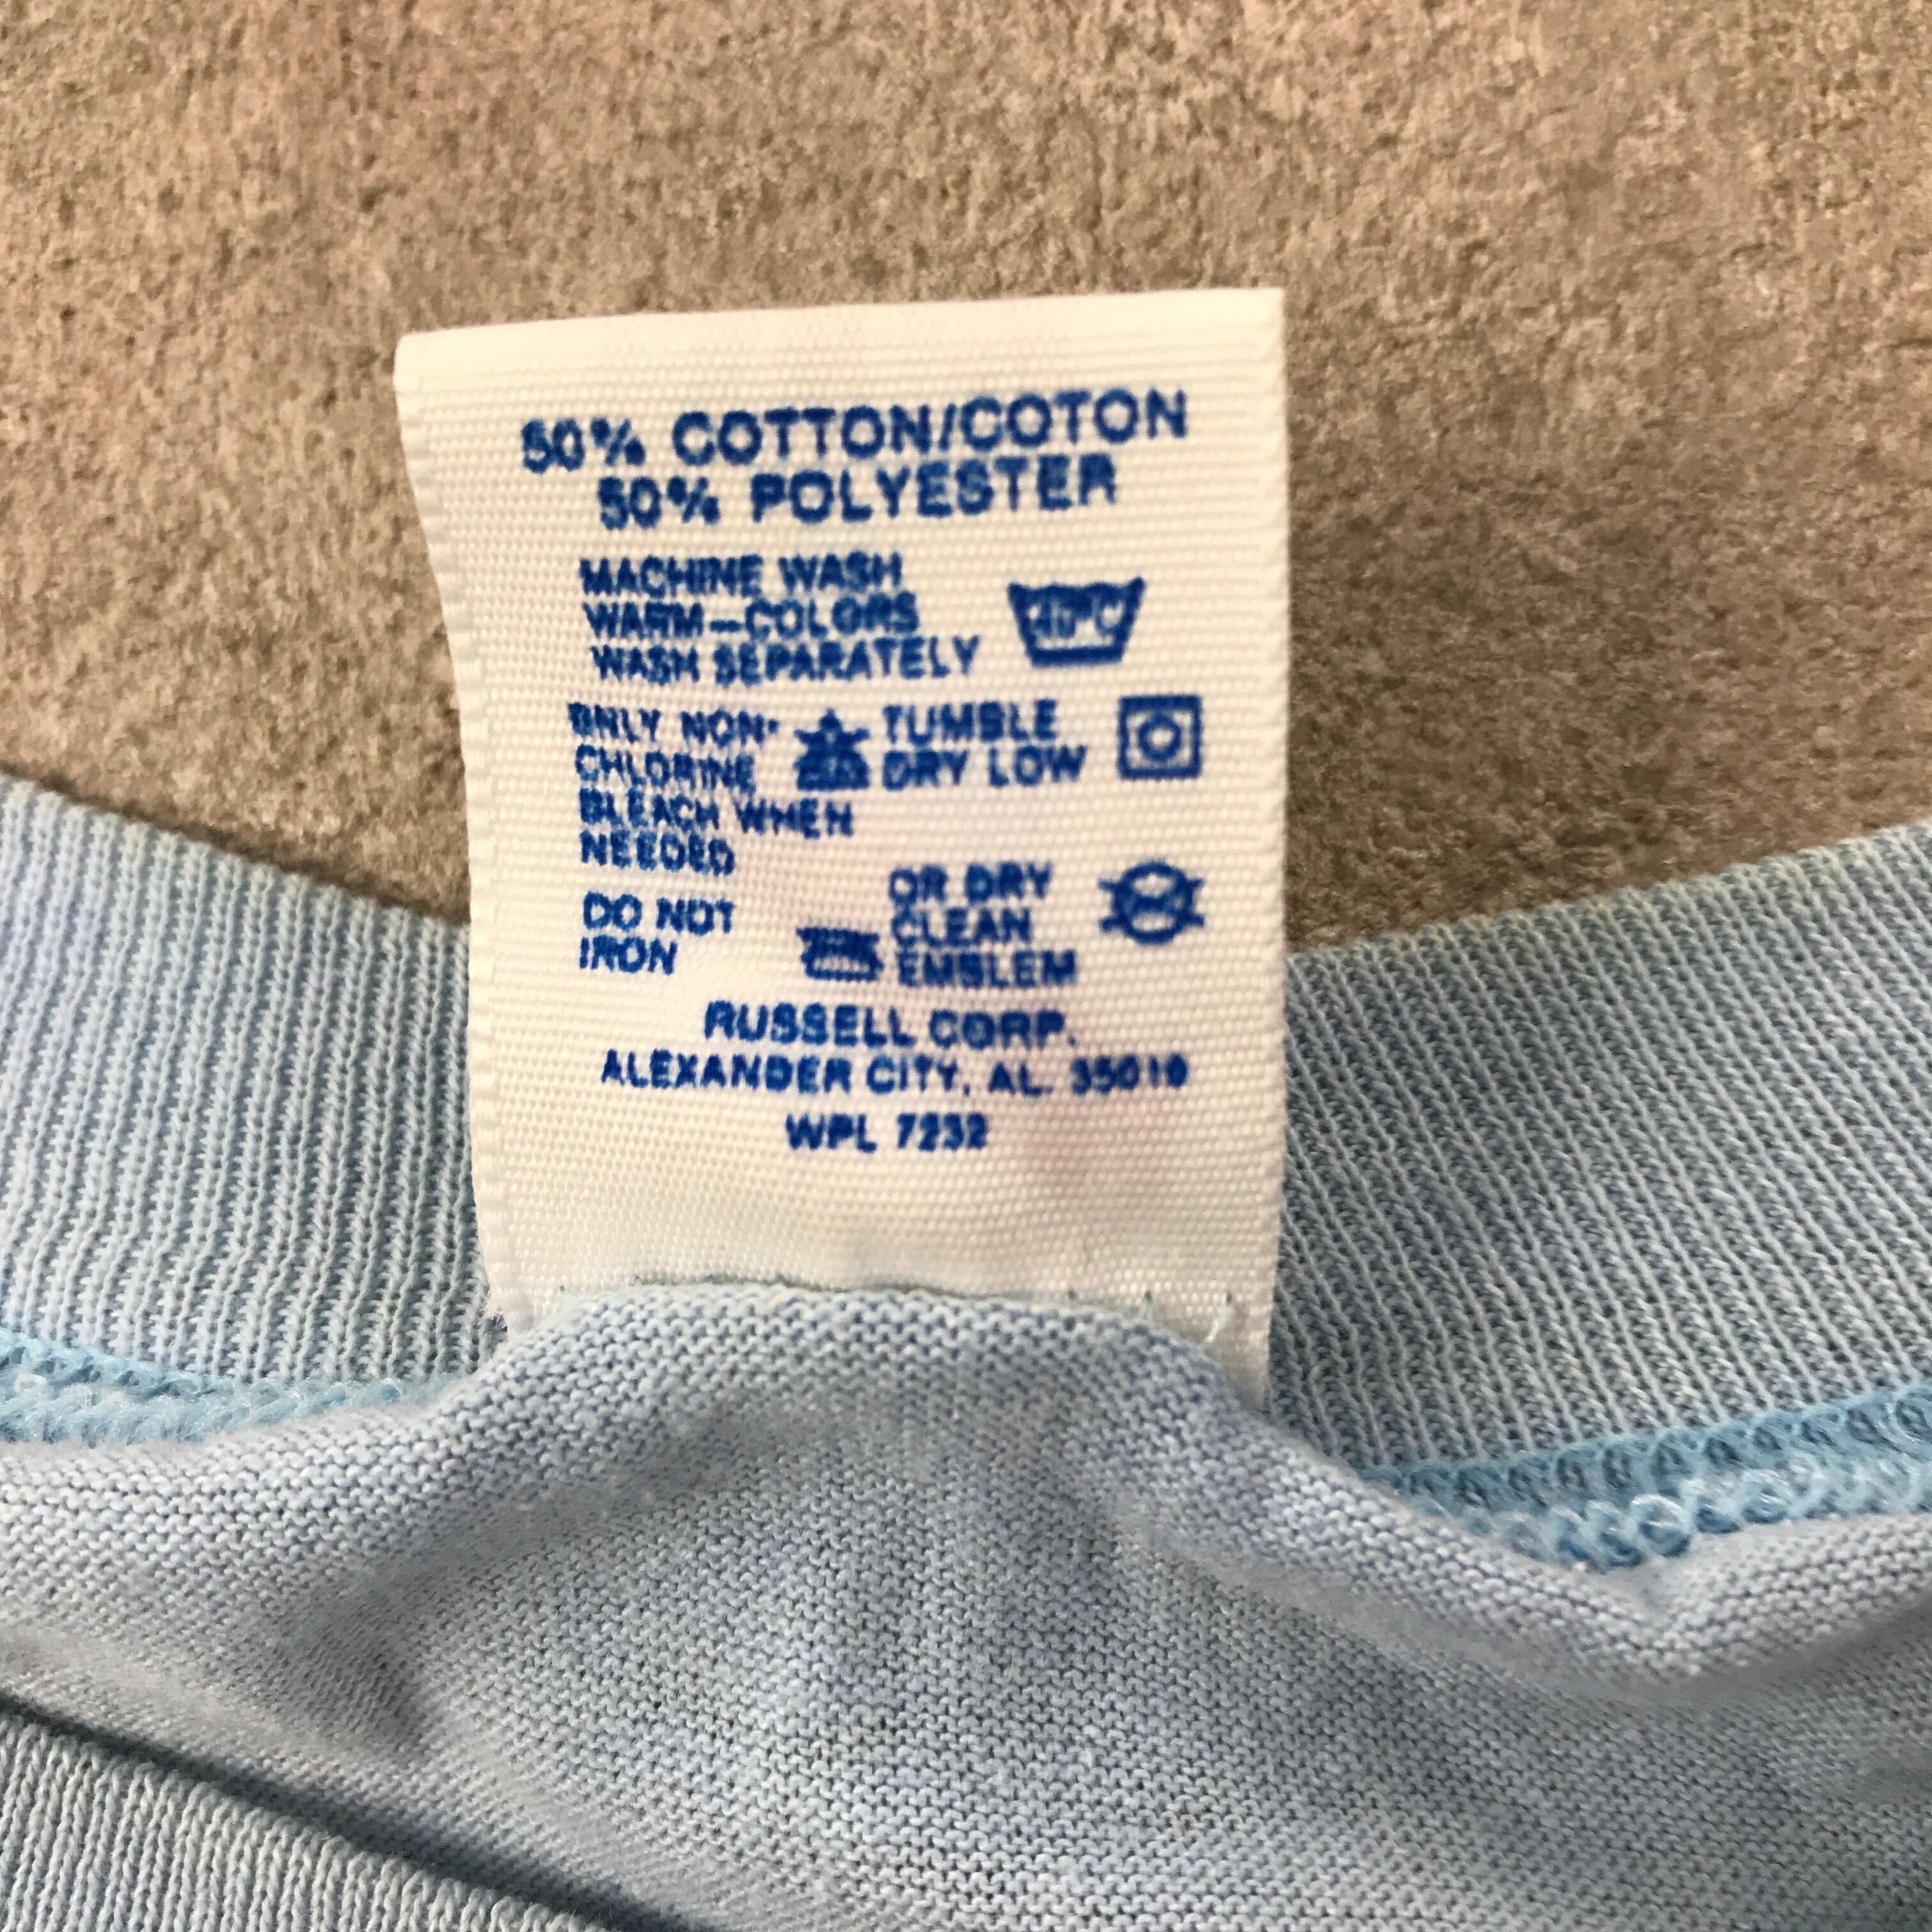 50% COTTON/COTON
50% POLYESTER
MACHINE WASH
WARM-COLORS
WASH SEPARATELY
40°C
ONLY NON-
CHLORINE
BLEACH WHEN
NEEDED
TUMBLE
DRY LOW
DO NOT
IRON
OR DRY
CLEAN
EMBLEM
RUSSELL CORP.
ALEXANDER CITY, AL. 35010
WPL 7232